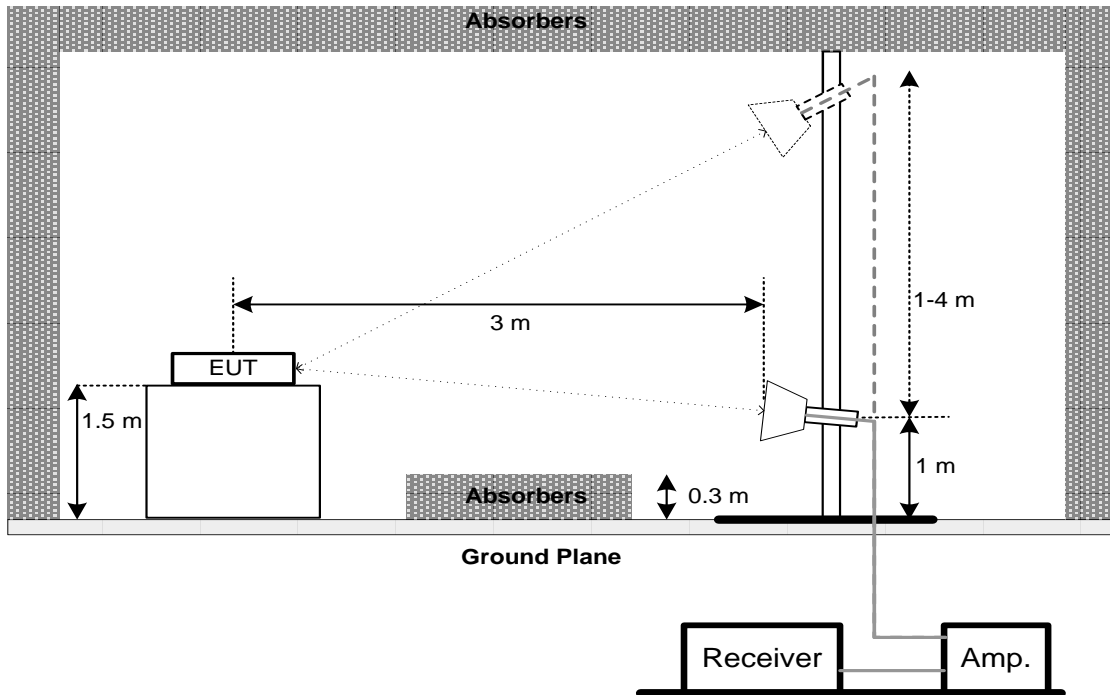 Absorbers
1-4 m
3 m
EUT
1.5 m
1 m
Absorbers
0.3 m
Ground Plane
Receiver
Amp.